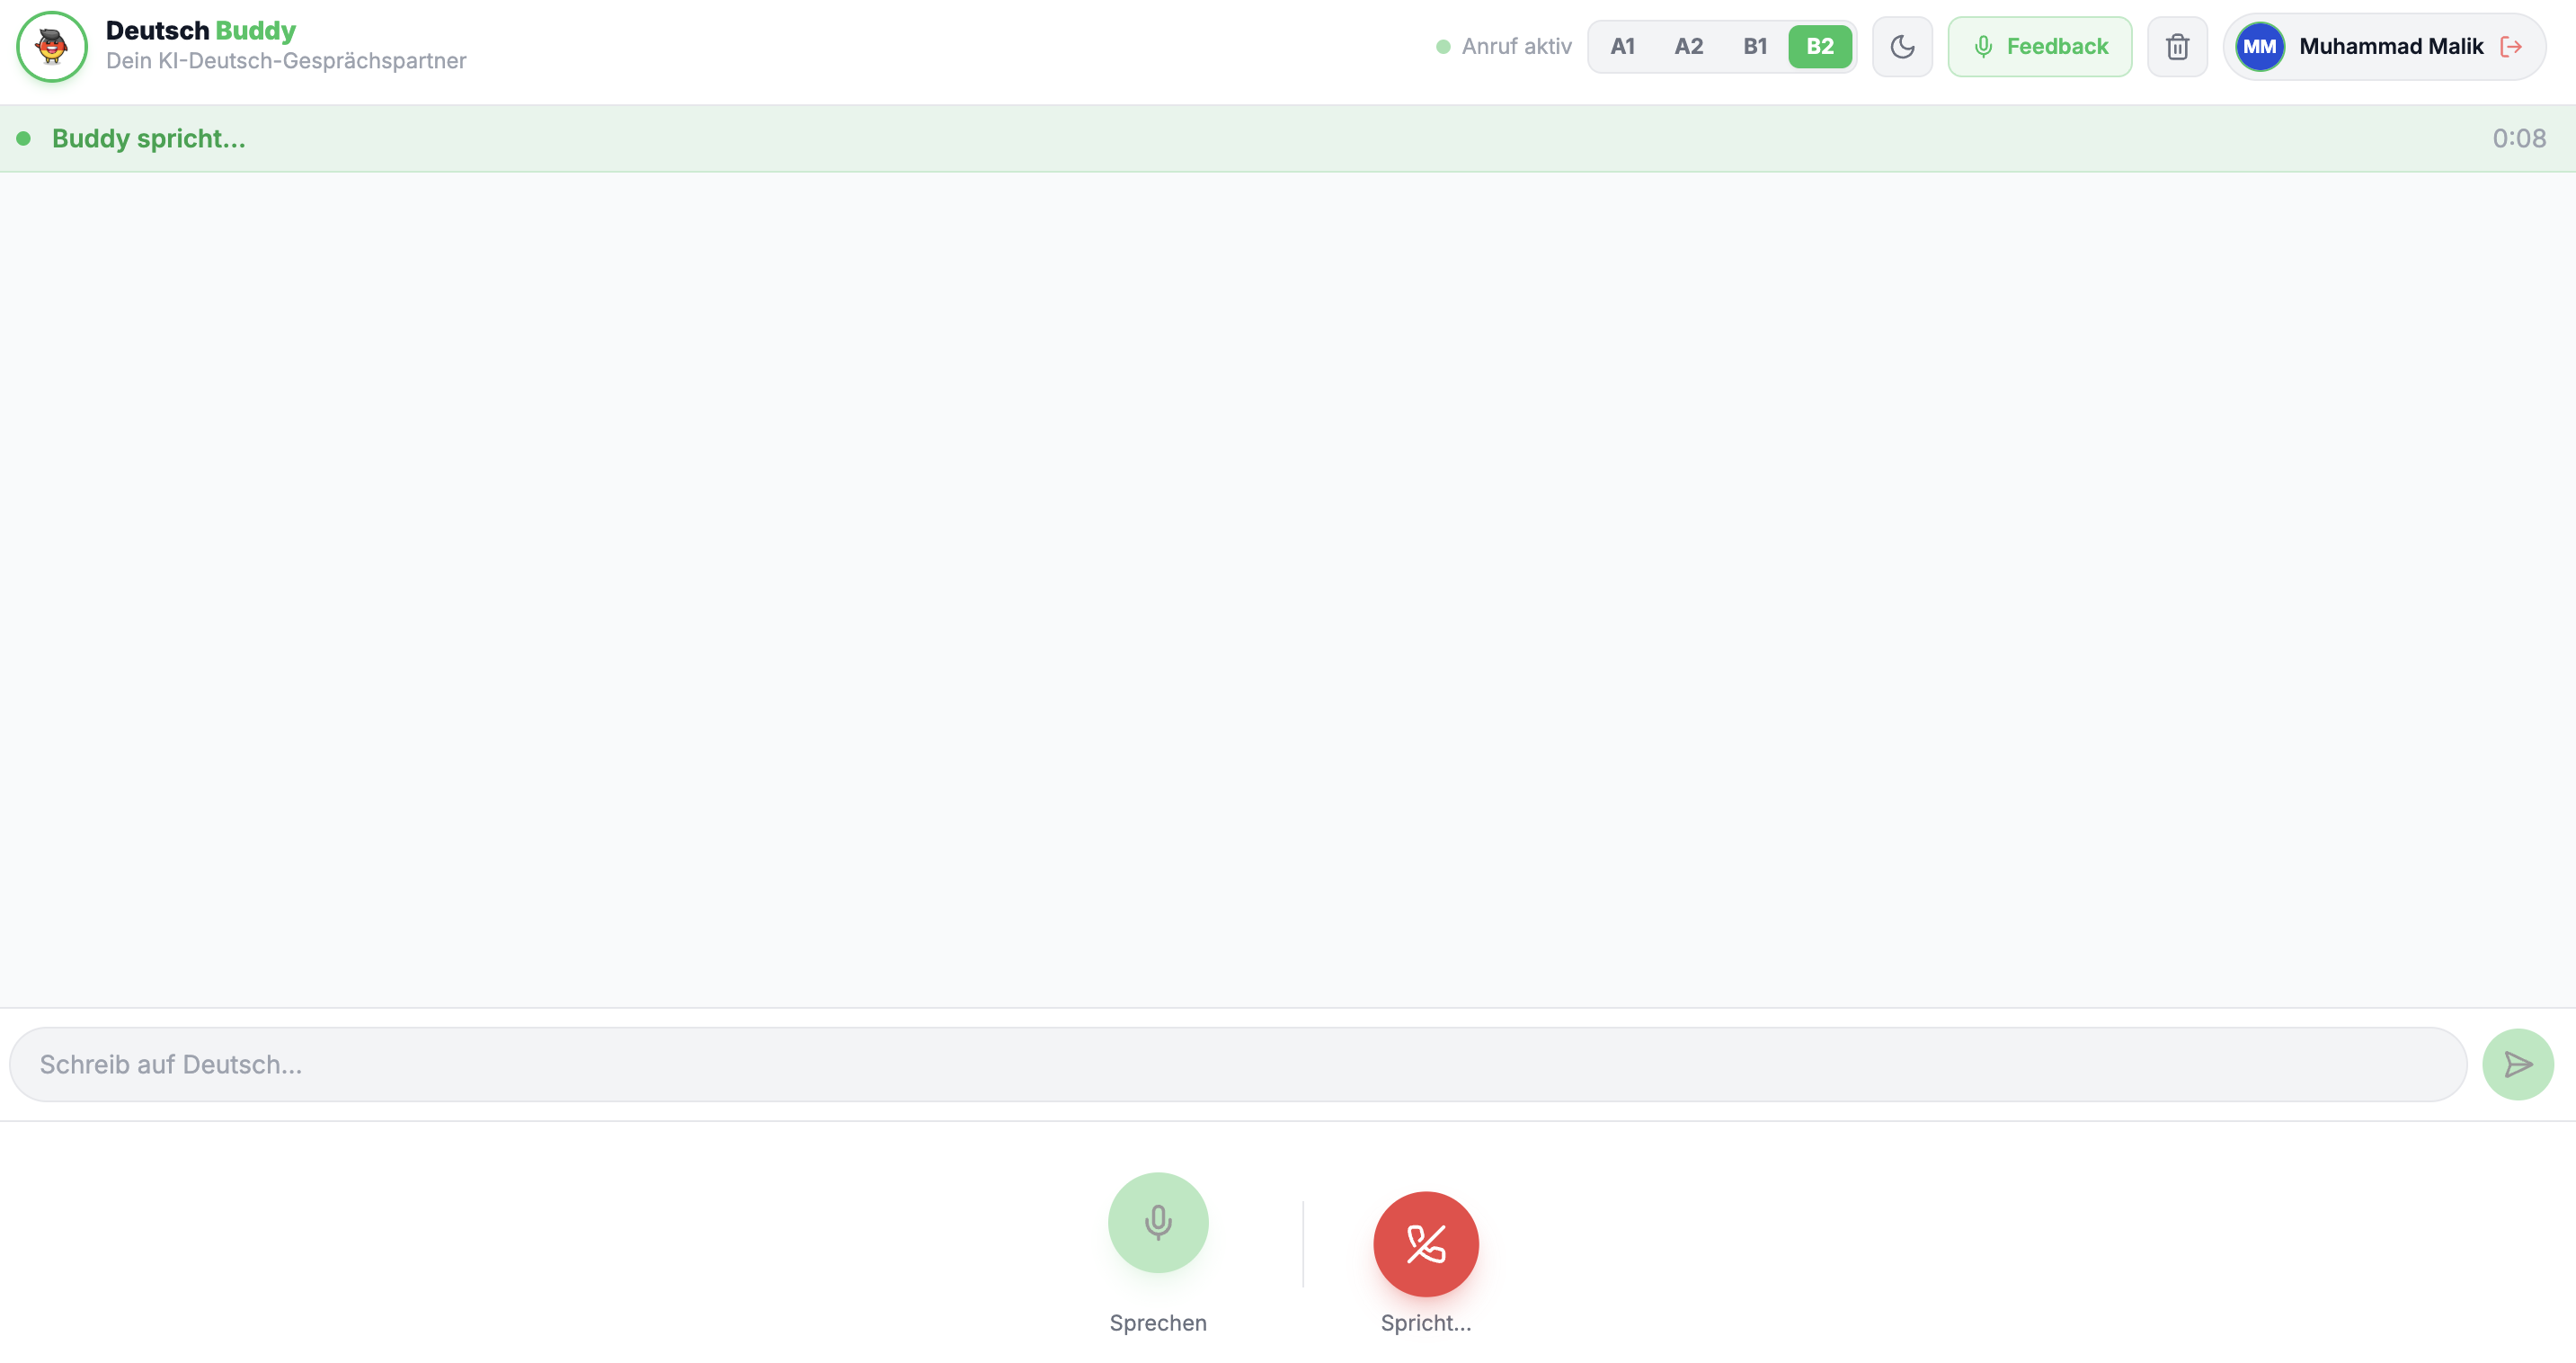 Deutsch Buddy
Dein KI-Deutsch-Gesprächspartner
Anruf aktiv
A1 A2 B1 B2
Feedback
MM Muhammad Malik
Buddy spricht...
0:08
Schreib auf Deutsch...
Sprechen
Spricht...